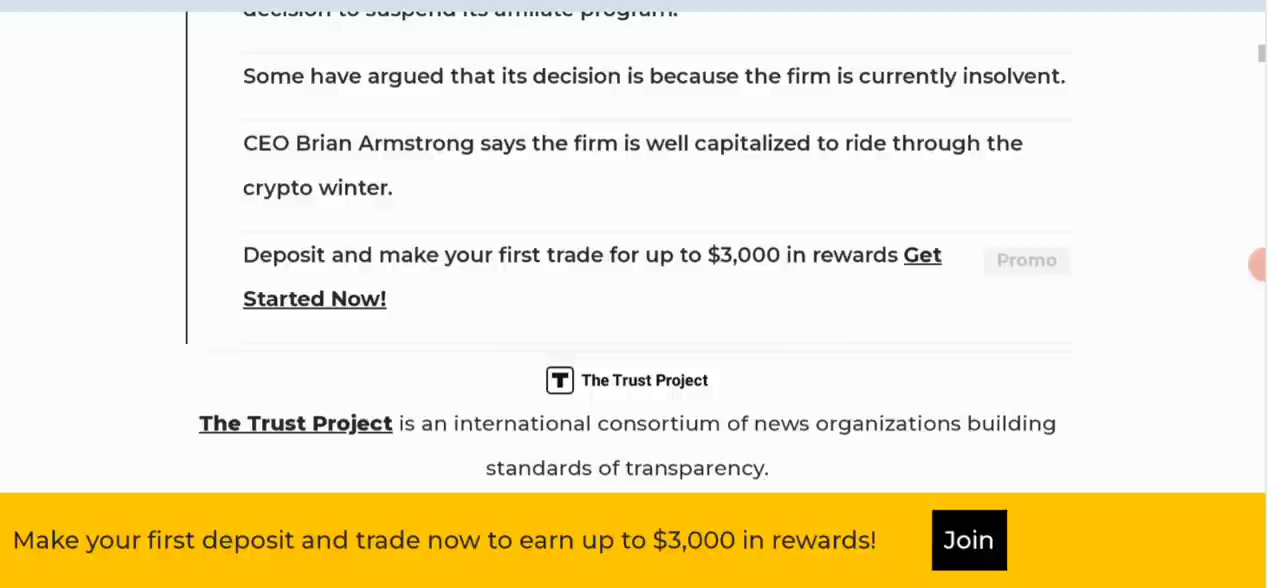 decision to suspend its affiliate program.
Some have argued that its decision is because the firm is currently insolvent.
CEO Brian Armstrong says the firm is well capitalized to ride through the
crypto winter.
Deposit and make your first trade for up to $3,000 in rewards Get
Promo
Started Now!
T The Trust Project
The Trust Project is an international consortium of news organizations building
standards of transparency.
Make your first deposit and trade now to earn up to $3,000 in rewards!
Join